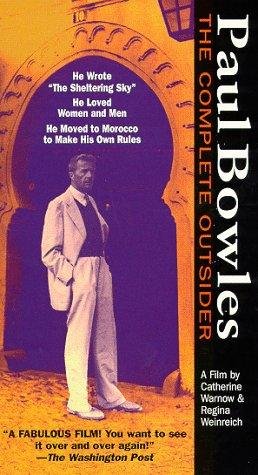 Paul Bowles
THE COMPLETE OUTSIDER
He Wrote
"The Sheltering Sky"
He Loved
Women and Men
He Moved to Morocco
to Make His Own Rules
A Film by
Catherine
Warnow &
Regina
Weinreich
"A FABULOUS FILM! You want to see
it over and over again!"
—The Washington Post